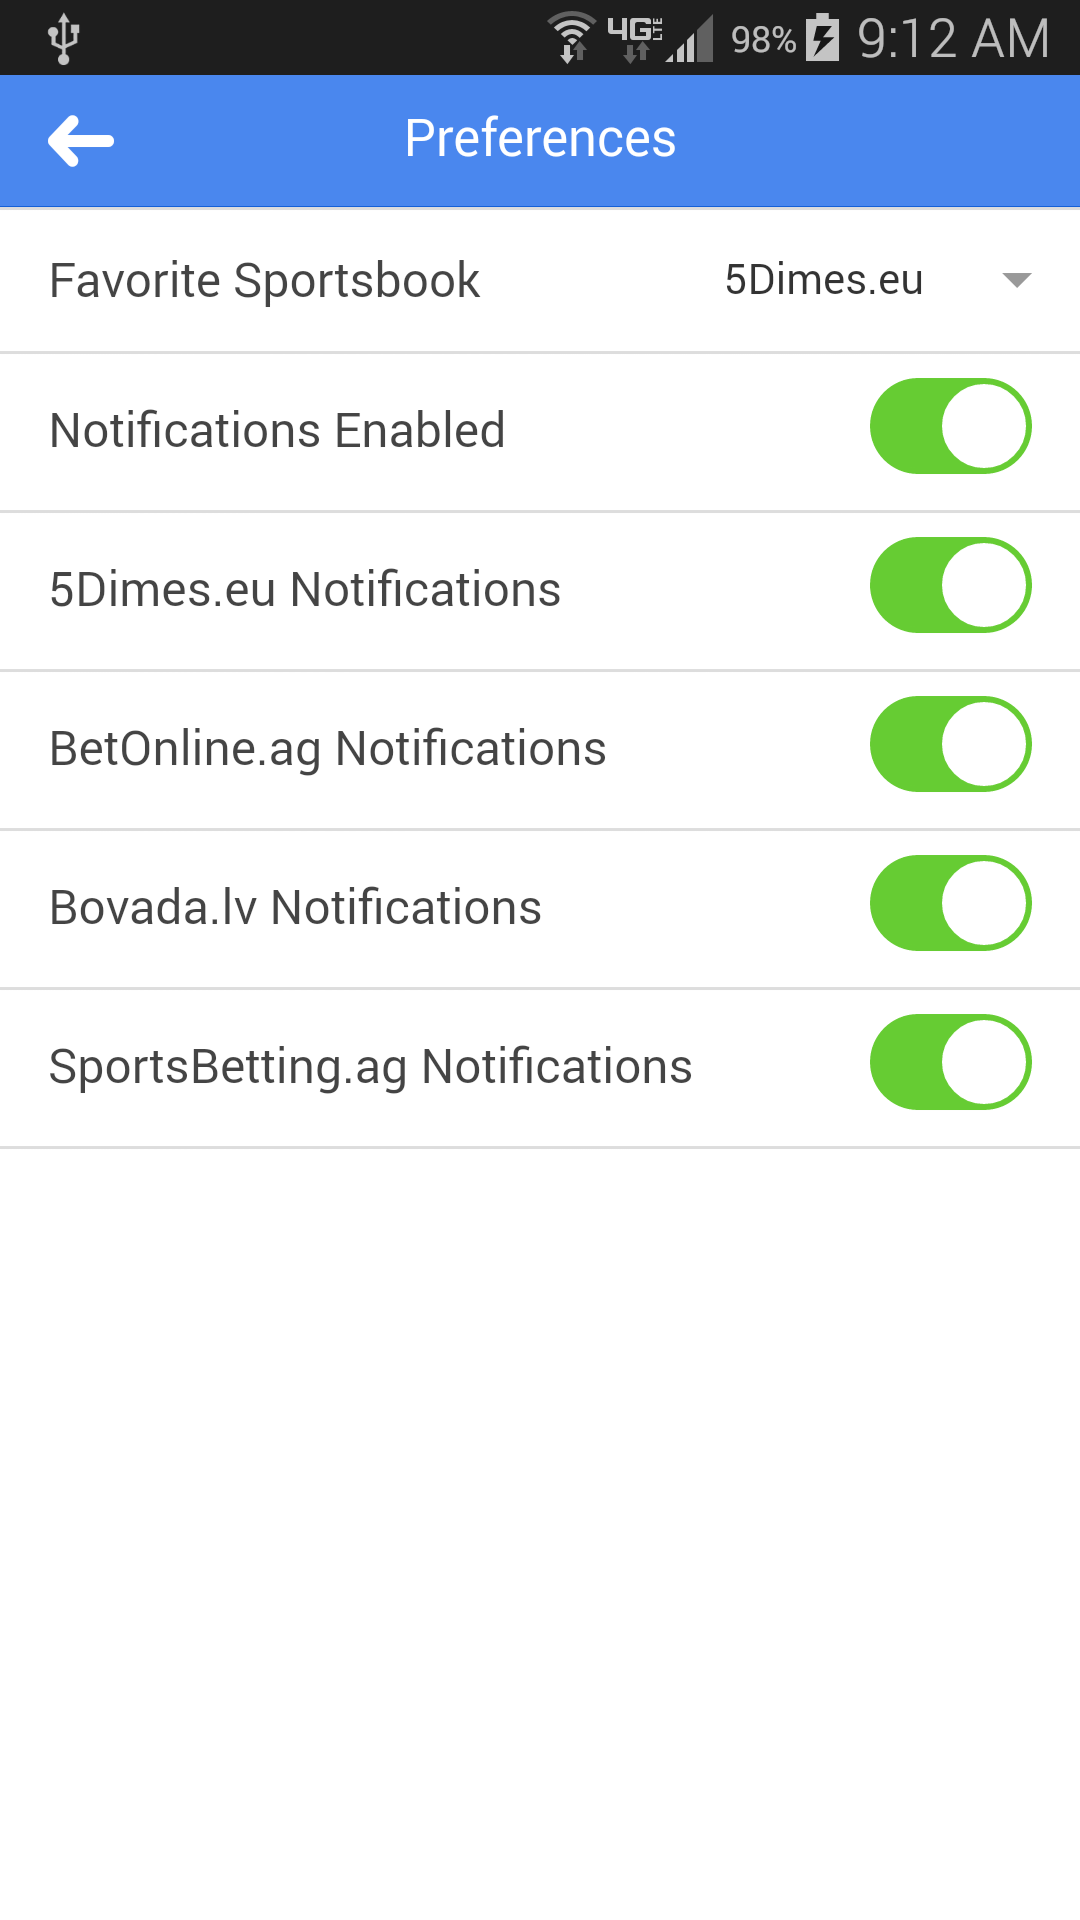 4G LTE 98% 9:12 AM
Preferences
Favorite Sportsbook 5Dimes.eu
Notifications Enabled
5Dimes.eu Notifications
BetOnline.ag Notifications
Bovada.lv Notifications
SportsBetting.ag Notifications